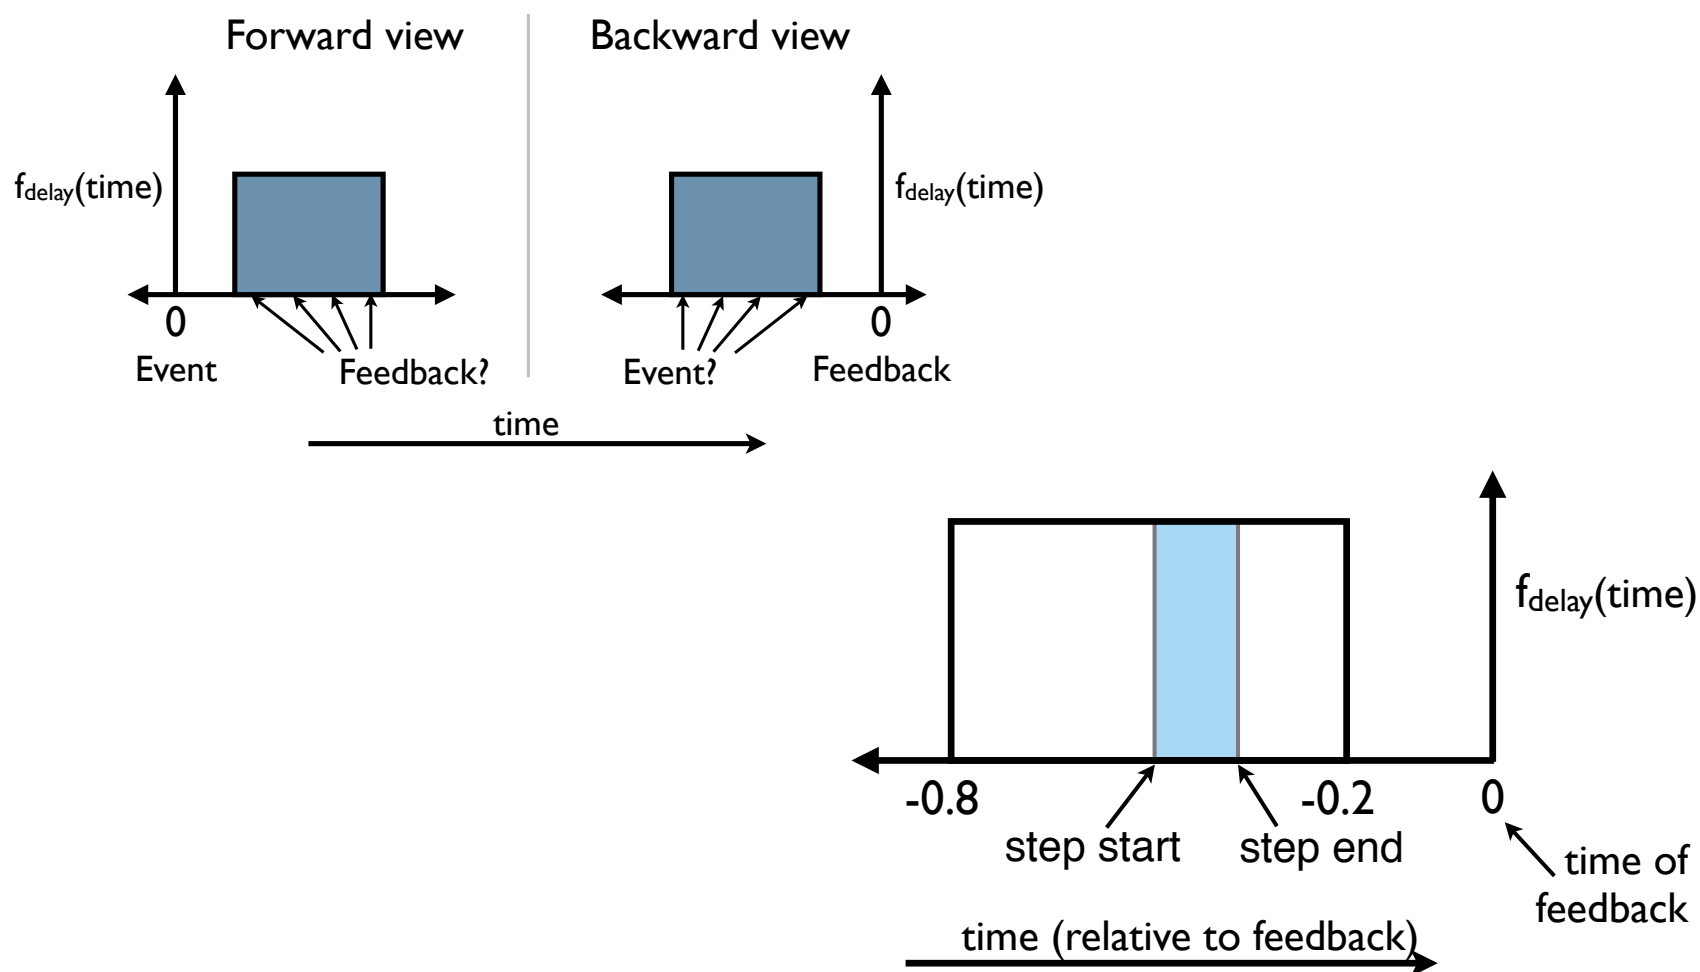 Forward view
Backward view
fdelay(time)
fdelay(time)
0
0
Event
Feedback?
Event?
Feedback
time
fdelay(time)
-0.8
-0.2
0
step start
step end
time of
feedback
time (relative to feedback)